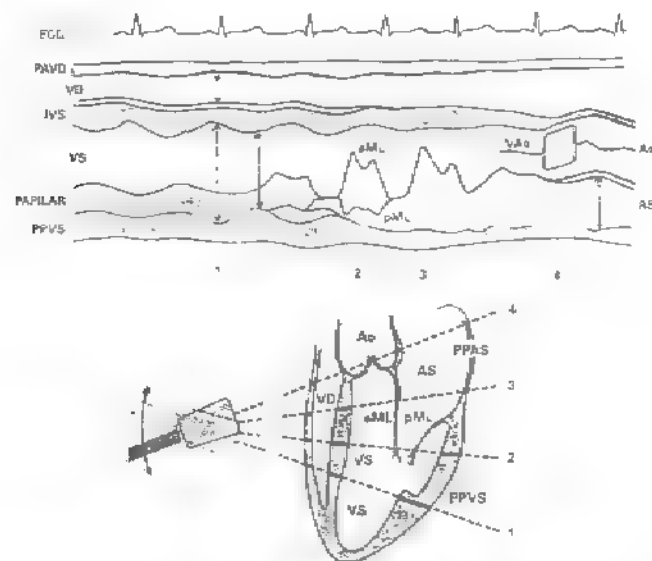 ECG
PAVD
VD
IVS
aML
VAo
Ao
VS
PAPILAR
pML
AS
PPVS
1 2 3 4
4
Ao
PPAS
AS
3
VD
aML
pML
VS
2
PPVS
VS
1